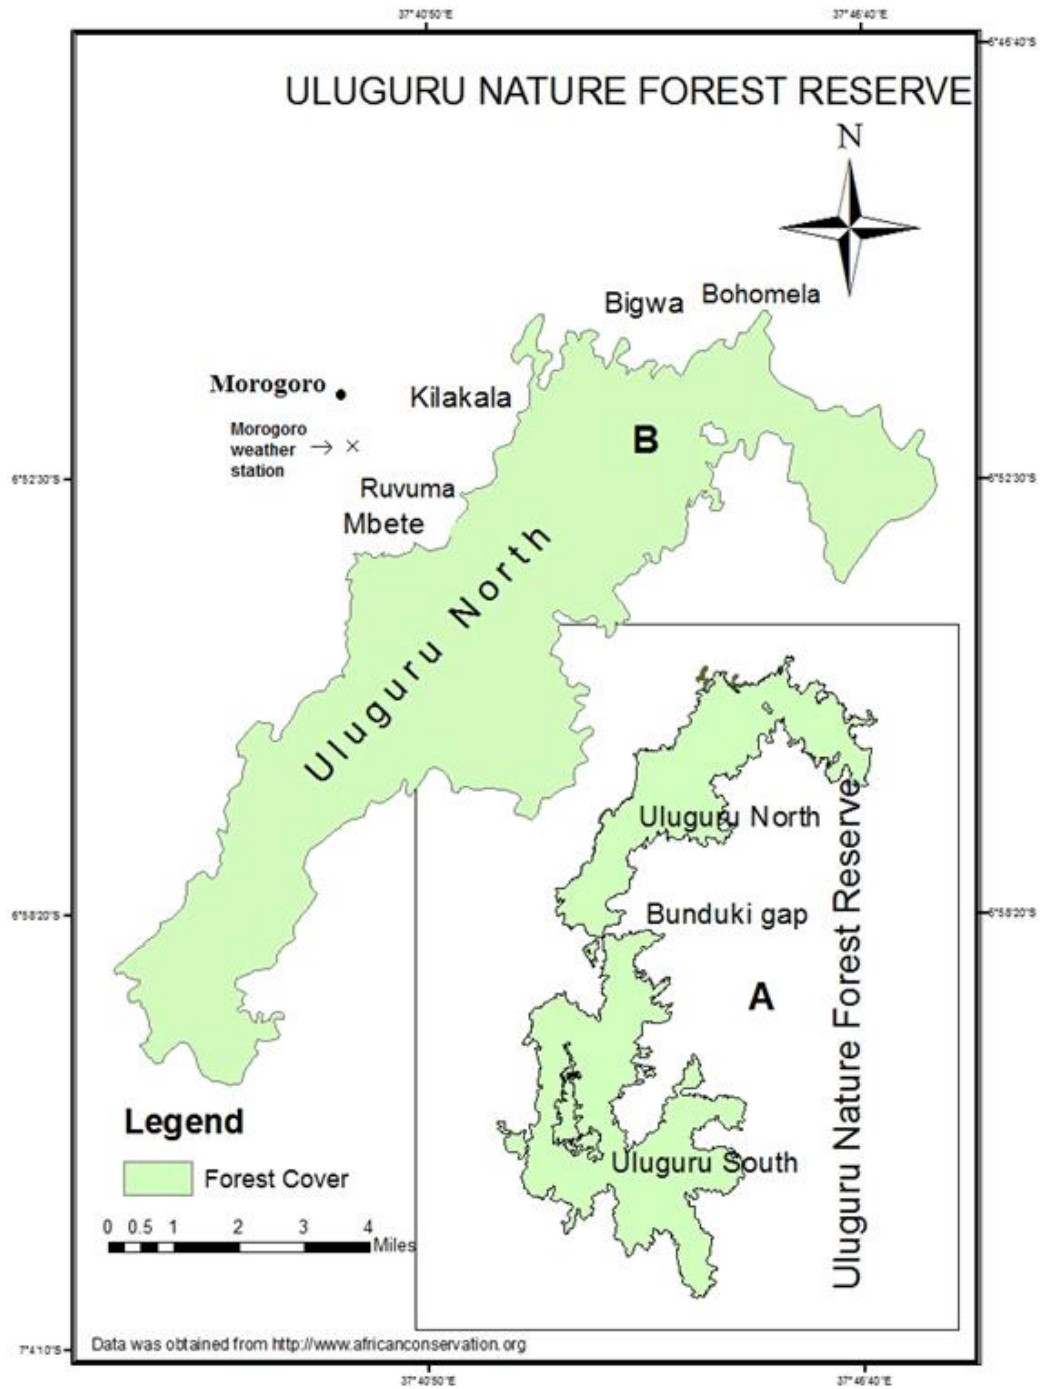 37°40'50"E
37°46'40"E
6°46'40"S
ULUGURU NATURE FOREST RESERVE
N
Bigwa
Bohomela
Morogoro
Kilakala
B
Morogoro
weather
station
6°52'30"S
6°52'30"S
Ruvuma
Mbete
Uluguru North
Uluguru North
6°58'20"S
6°58'20"S
Bunduki gap
A
Uluguru Nature Forest Reserve
Legend
Forest Cover
Uluguru South
0 0.5 1 2 3 4
Miles
Data was obtained from http://www.africanconservation.org
7°4'10"S
37°40'50"E
37°46'40"E